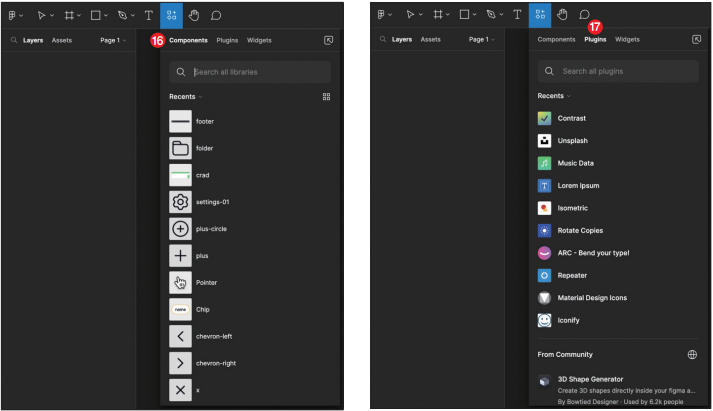 Layers Assets Page 1
16 Components Plugins Widgets
Search all libraries
Recents
footer
folder
crad
settings-01
plus-circle
plus
Pointer
name Chip
chevron-left
chevron-right
x
Layers Assets Page 1
17
Components Plugins Widgets
Search all plugins
Recents
Contrast
Unsplash
Music Data
T Lorem Ipsum
Isometric
Rotate Copies
ARC - Bend your type!
Repeater
Material Design Icons
Iconify
From Community
3D Shape Generator
Create 3D shapes directly inside your figma a...
By Bowtied Designer · Used by 6.2k people